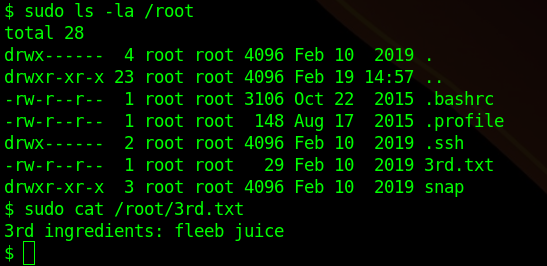 $ sudo ls -la /root
total 28
drwx------  4 root root 4096 Feb 10  2019 .
drwxr-xr-x 23 root root 4096 Feb 19 14:57 ..
-rw-r--r--  1 root root 3106 Oct 22  2015 .bashrc
-rw-r--r--  1 root root  148 Aug 17  2015 .profile
drwx------  2 root root 4096 Feb 10  2019 .ssh
-rw-r--r--  1 root root   29 Feb 10  2019 3rd.txt
drwxr-xr-x  3 root root 4096 Feb 10  2019 snap
$ sudo cat /root/3rd.txt
3rd ingredients: fleeb juice
$